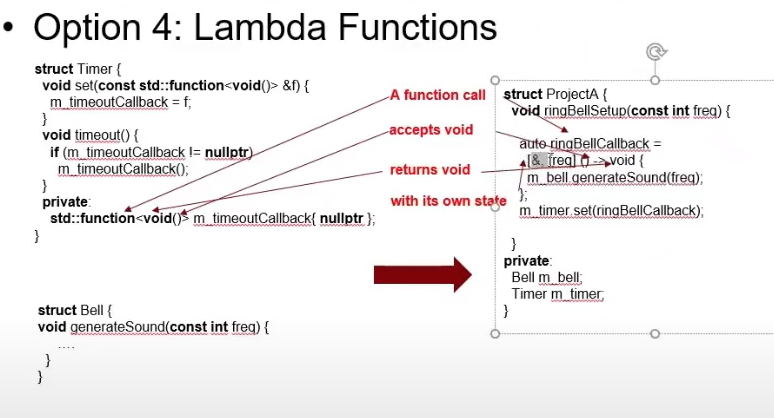 • Option 4: Lambda Functions
struct Timer {
void set(const std::function<void()> &f) {
m_timeoutCallback = f;
}
void timeout() {
if (m_timeoutCallback != nullptr)
m_timeoutCallback();
}
private:
std::function<void()> m_timeoutCallback{ nullptr };
}
struct Bell {
void generateSound(const int freq) {
....
}
}
A function call
accepts void
returns void
with its own state
struct ProjectA {
void ringBellSetup(const int freq) {
auto ringBellCallback =
[&, freq] () -> void {
m_bell.generateSound(freq);
};
m_timer.set(ringBellCallback);
}
private:
Bell m_bell;
Timer m_timer;
}